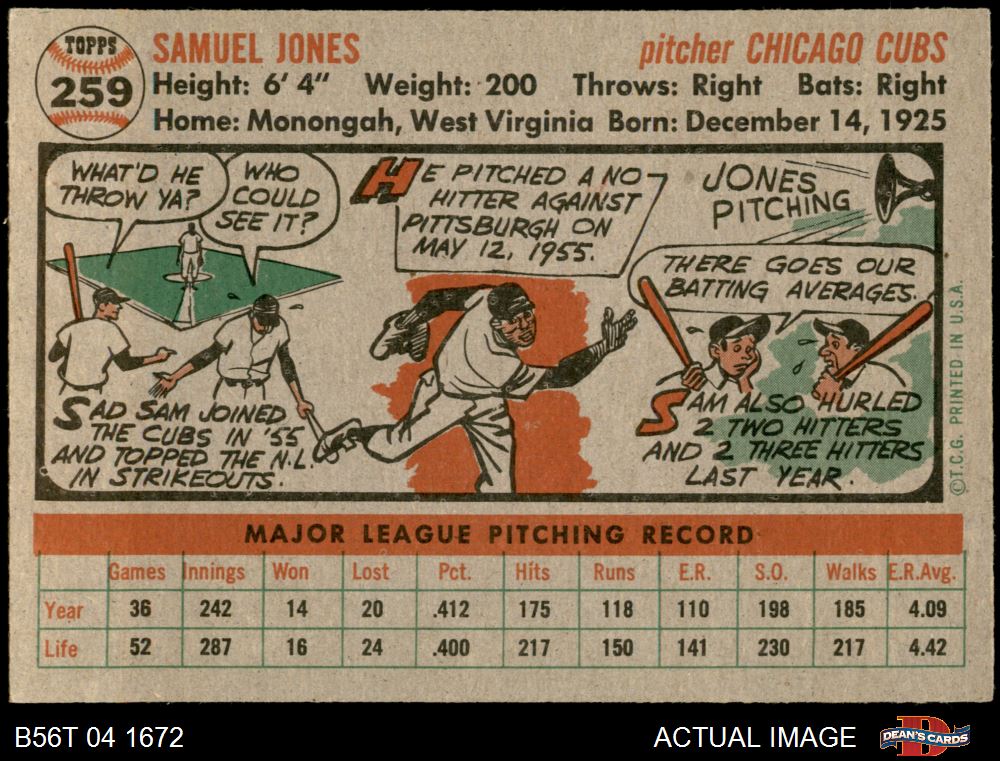 TOPPS
259
SAMUEL JONES
pitcher CHICAGO CUBS
Height: 6' 4" Weight: 200 Throws: Right Bats: Right
Home: Monongah, West Virginia Born: December 14, 1925
WHAT'D HE
THROW YA?
WHO
COULD
SEE IT?
SAD SAM JOINED
THE CUBS IN '55
AND TOPPED THE N.L.
IN STRIKEOUTS.
HE PITCHED A NO-
HITTER AGAINST
PITTSBURGH ON
MAY 12, 1955.
JONES
PITCHING
THERE GOES OUR
BATTING AVERAGES.
SAM ALSO HURLED
2 TWO HITTERS
AND 2 THREE HITTERS
LAST YEAR.
©T.C.G. PRINTED IN U.S.A.
MAJOR LEAGUE PITCHING RECORD
Games Innings Won Lost Pct. Hits Runs E.R. S.O. Walks E.R.Avg.
Year 36 242 14 20 .412 175 118 110 198 185 4.09
Life 52 287 16 24 .400 217 150 141 230 217 4.42
B56T 04 1672
ACTUAL IMAGE
D
DEAN'S CARDS